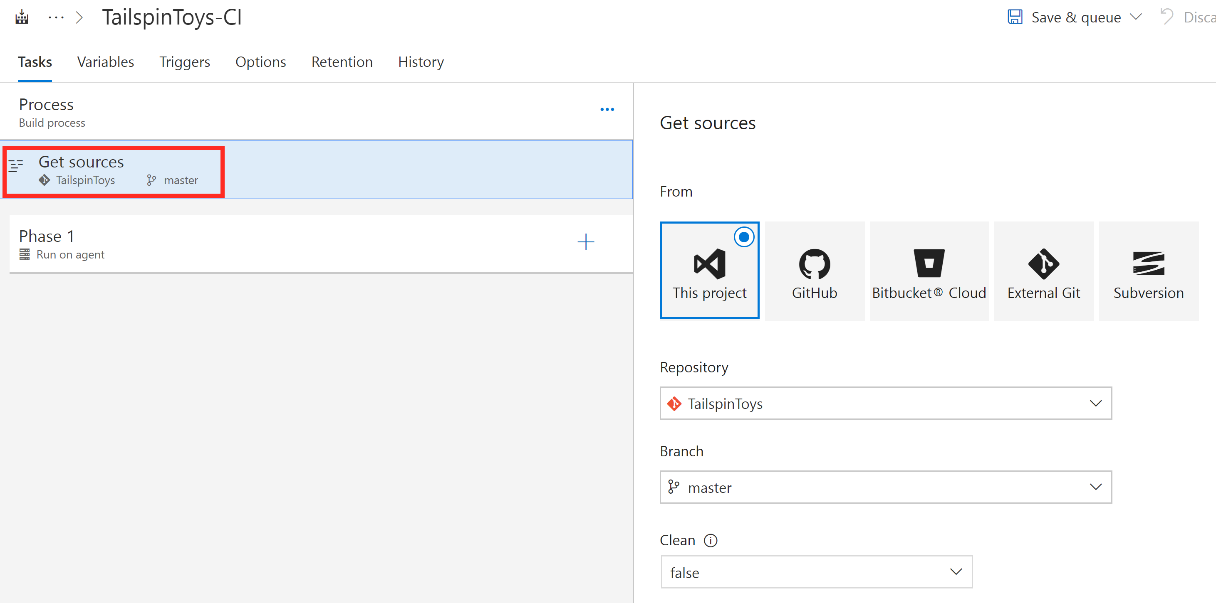 ... TailspinToys-CI
Save & queue
Disca
Tasks Variables Triggers Options Retention History
Process
Build process
...
Get sources
TailspinToys master
Phase 1
Run on agent
Get sources
From
This project GitHub Bitbucket® Cloud External Git Subversion
Repository
TailspinToys
Branch
master
Clean
false